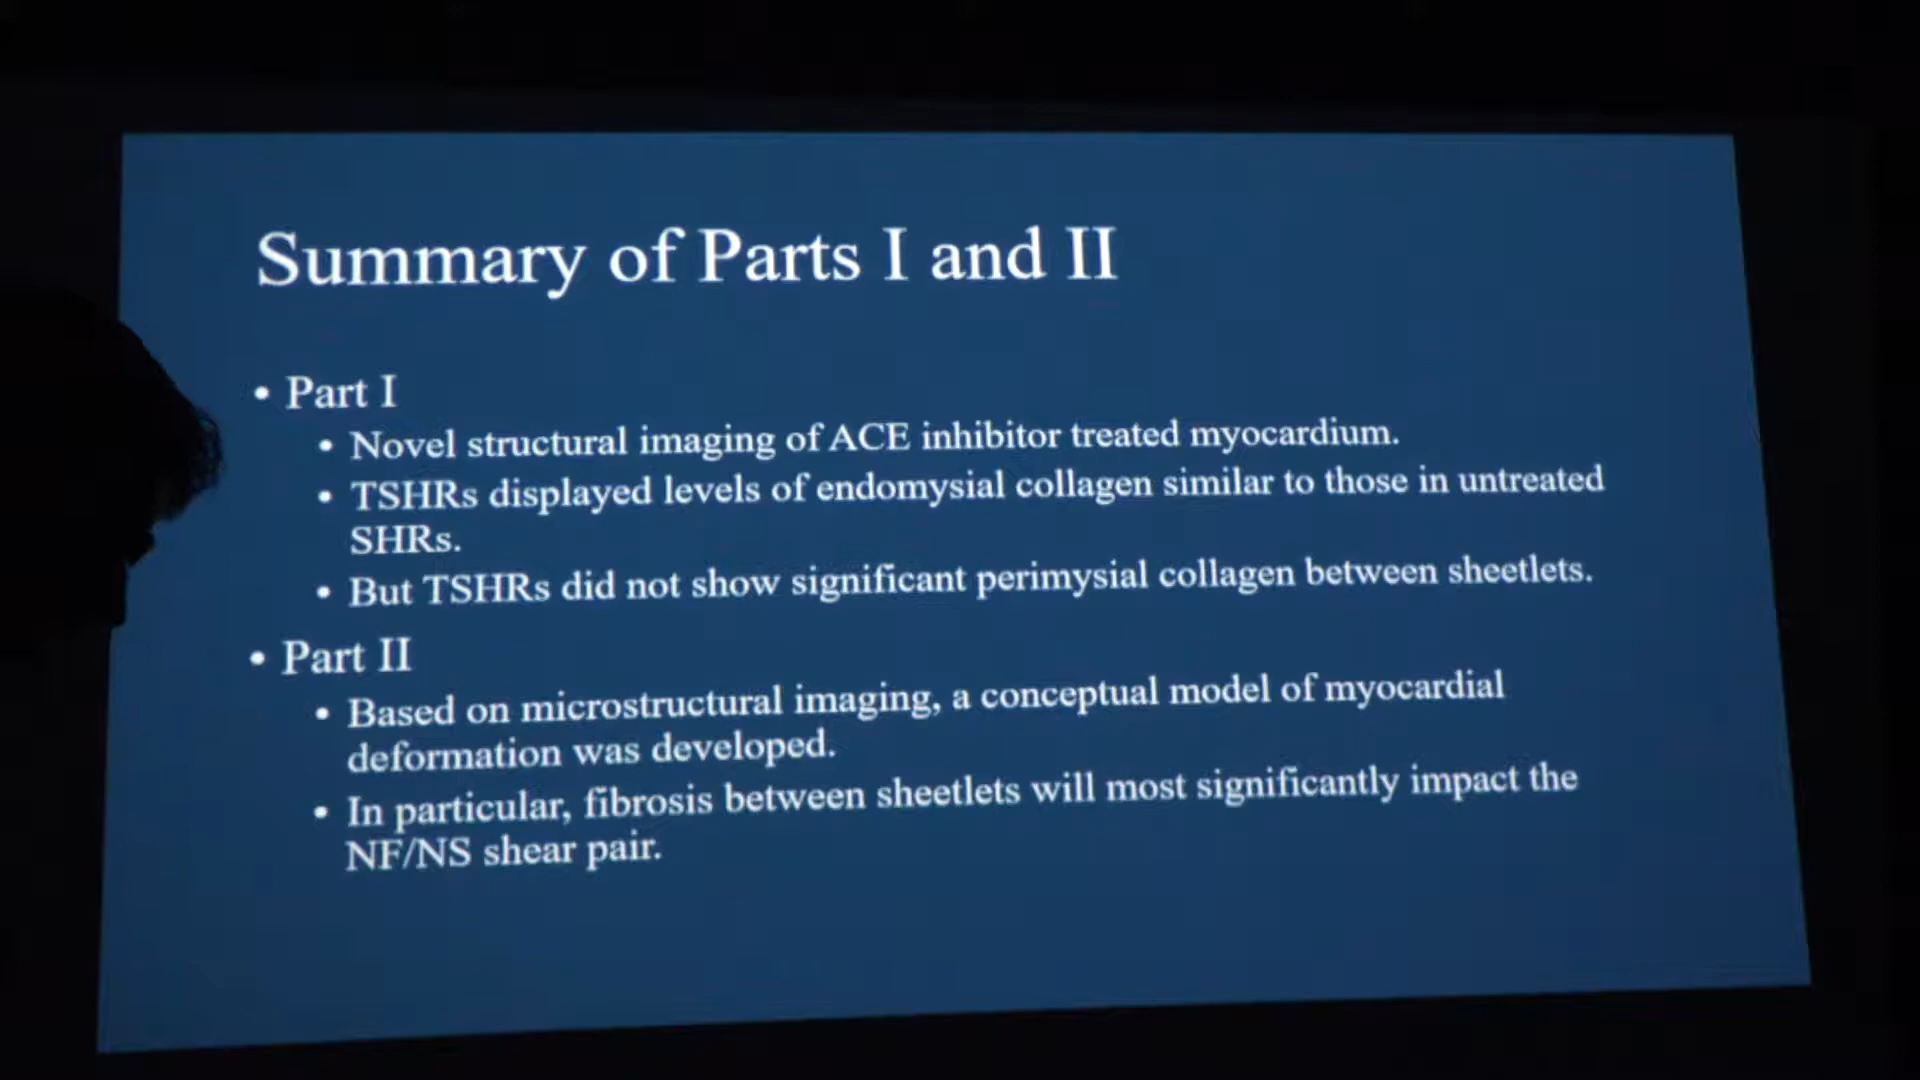 Summary of Parts I and II
• Part I
• Novel structural imaging of ACE inhibitor treated myocardium.
• TSHRs displayed levels of endomysial collagen similar to those in untreated
SHRs.
• But TSHRs did not show significant perimysial collagen between sheetlets.
• Part II
• Based on microstructural imaging, a conceptual model of myocardial
deformation was developed.
• In particular, fibrosis between sheetlets will most significantly impact the
NF/NS shear pair.